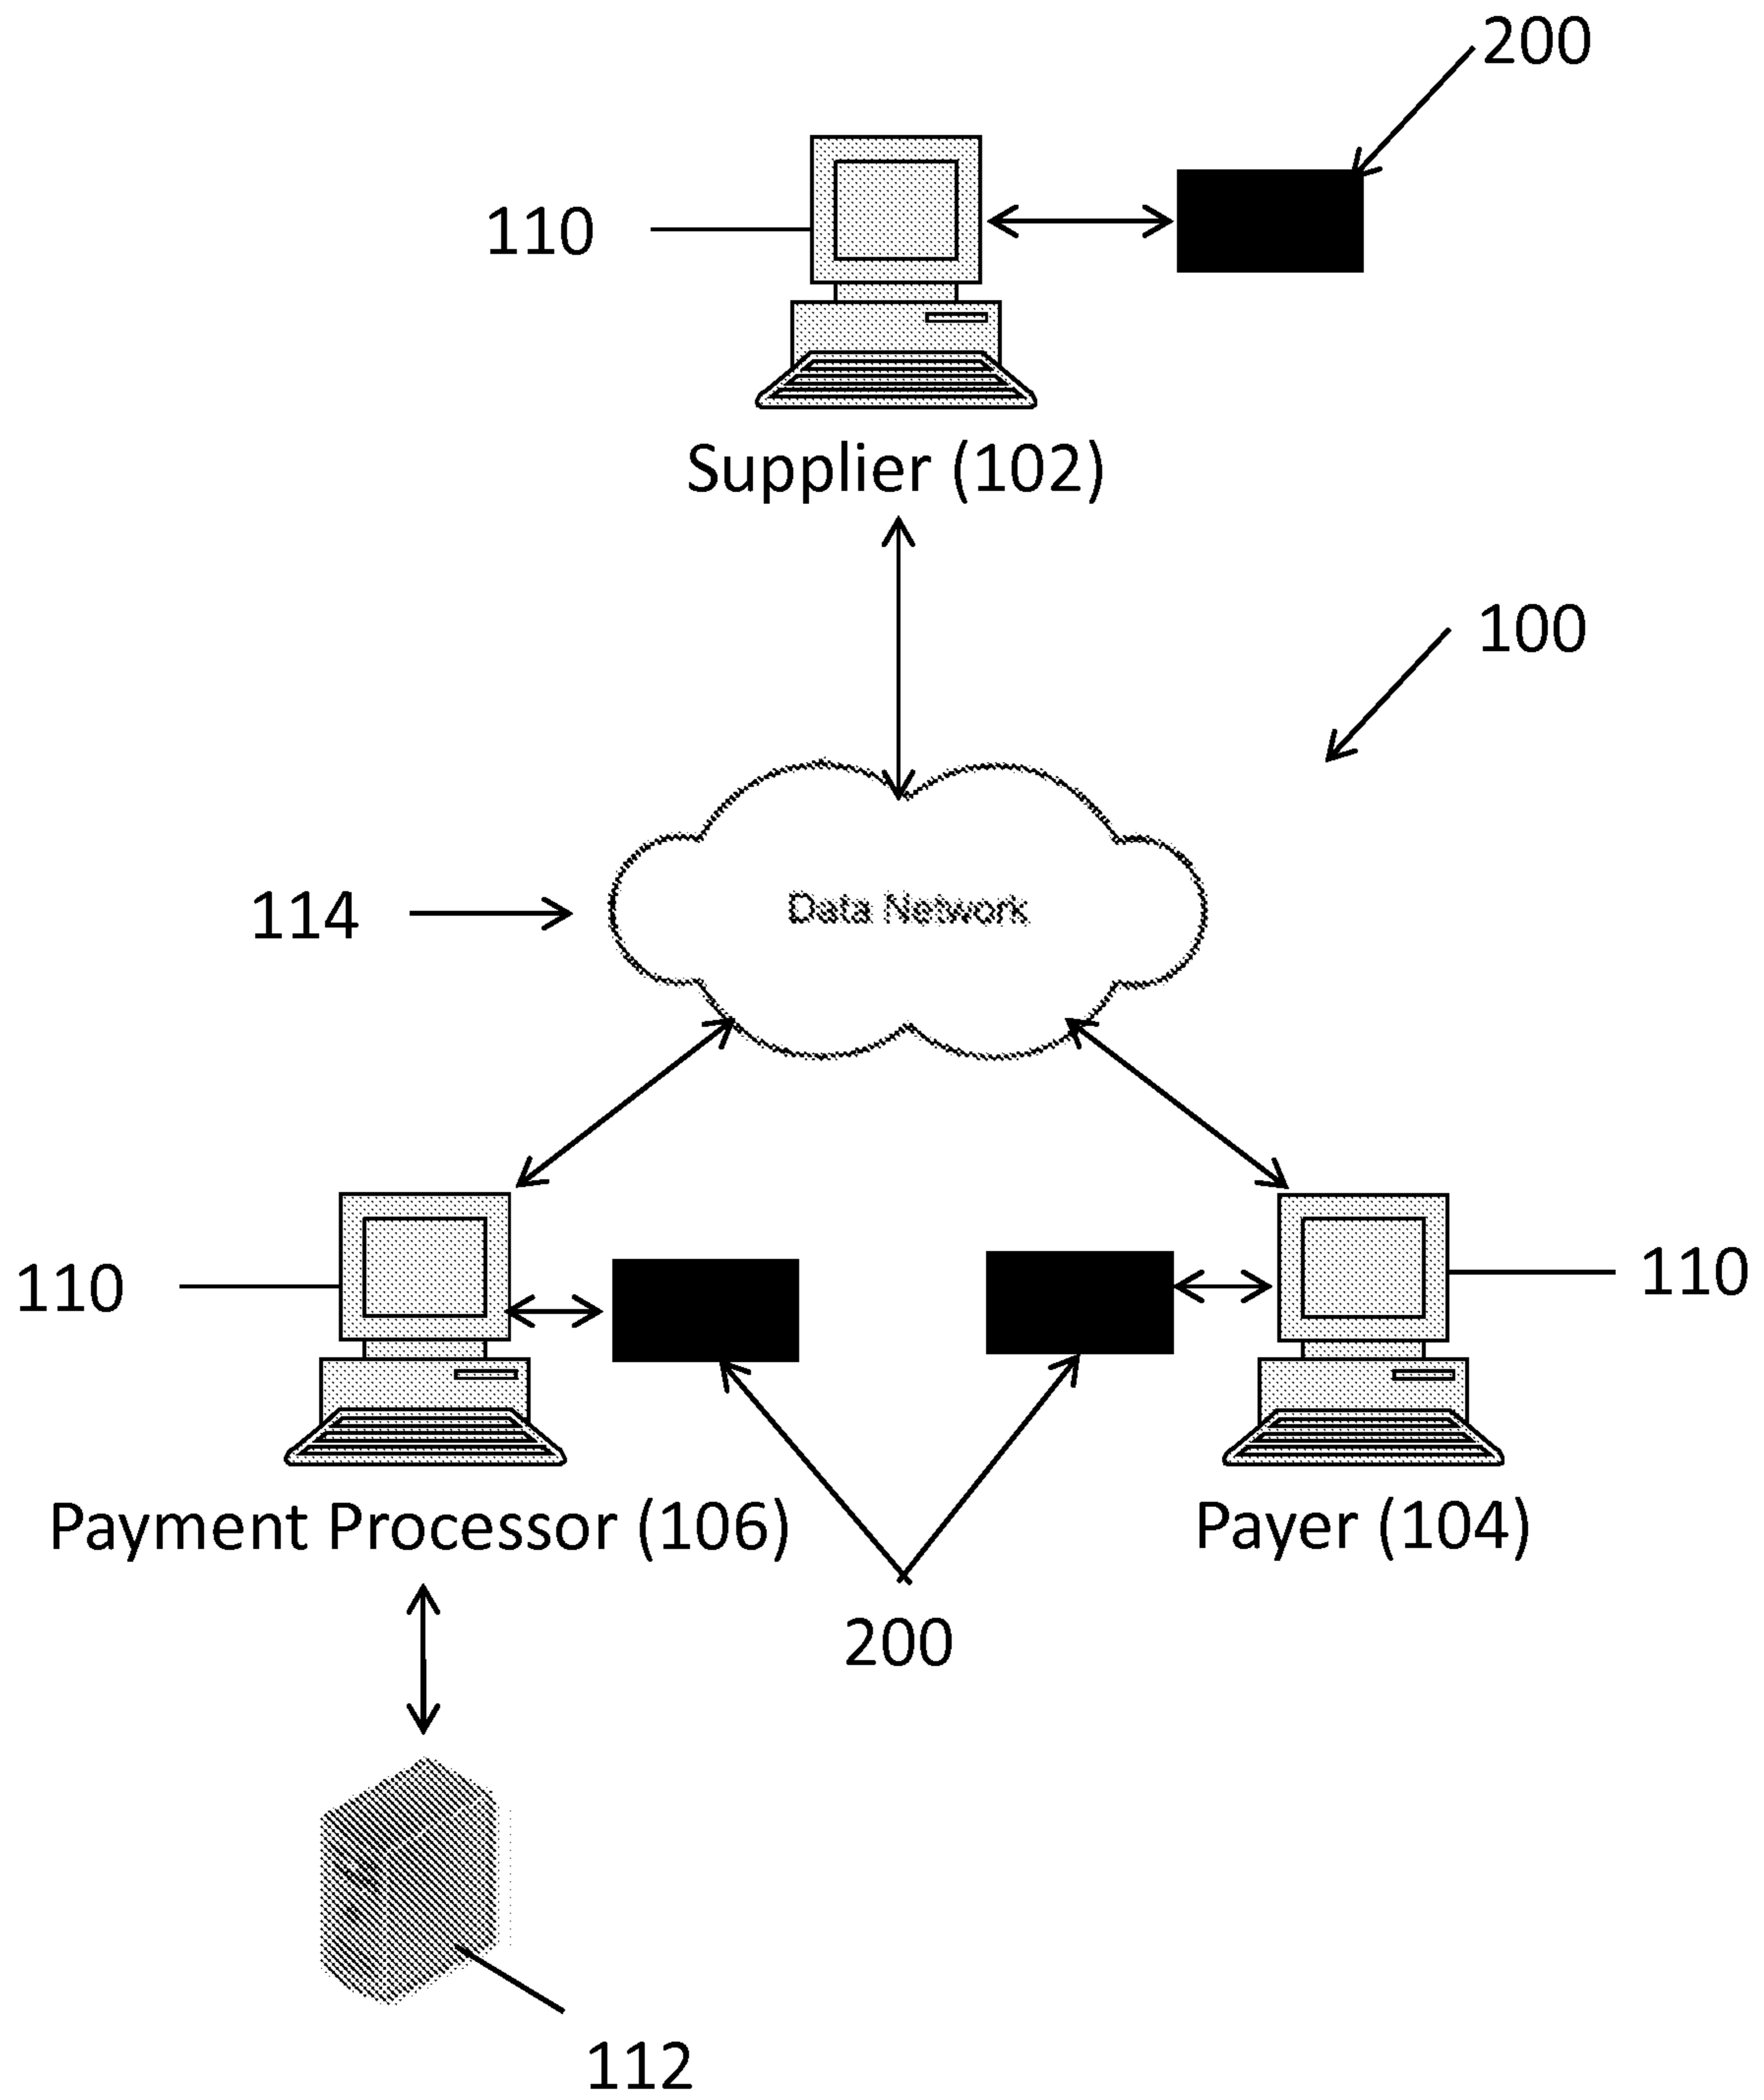 200
110
Supplier (102)
100
114
Data Network
110
110
Payment Processor (106)
Payer (104)
200
112